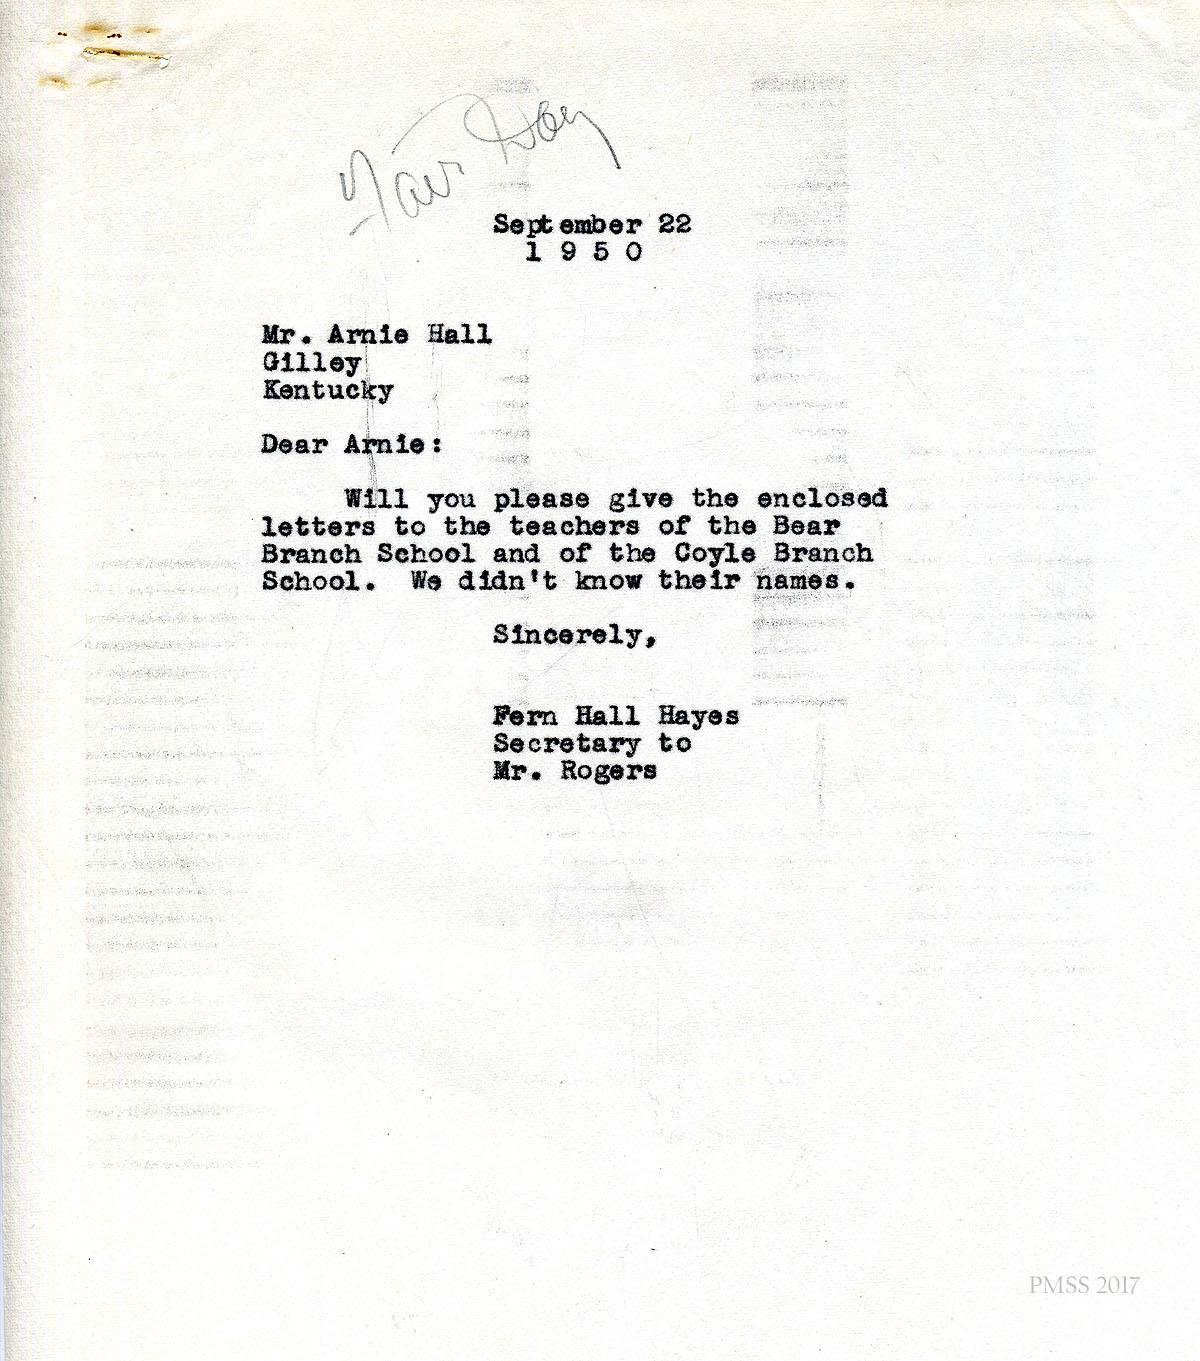 Fair Day
September 22
1 9 5 0
Mr. Arnie Hall
Gilley
Kentucky
Dear Arnie:
Will you please give the enclosed
letters to the teachers of the Bear
Branch School and of the Coyle Branch
School. We didn't know their names.
Sincerely,
Fern Hall Hayes
Secretary to
Mr. Rogers
PMSS 2017